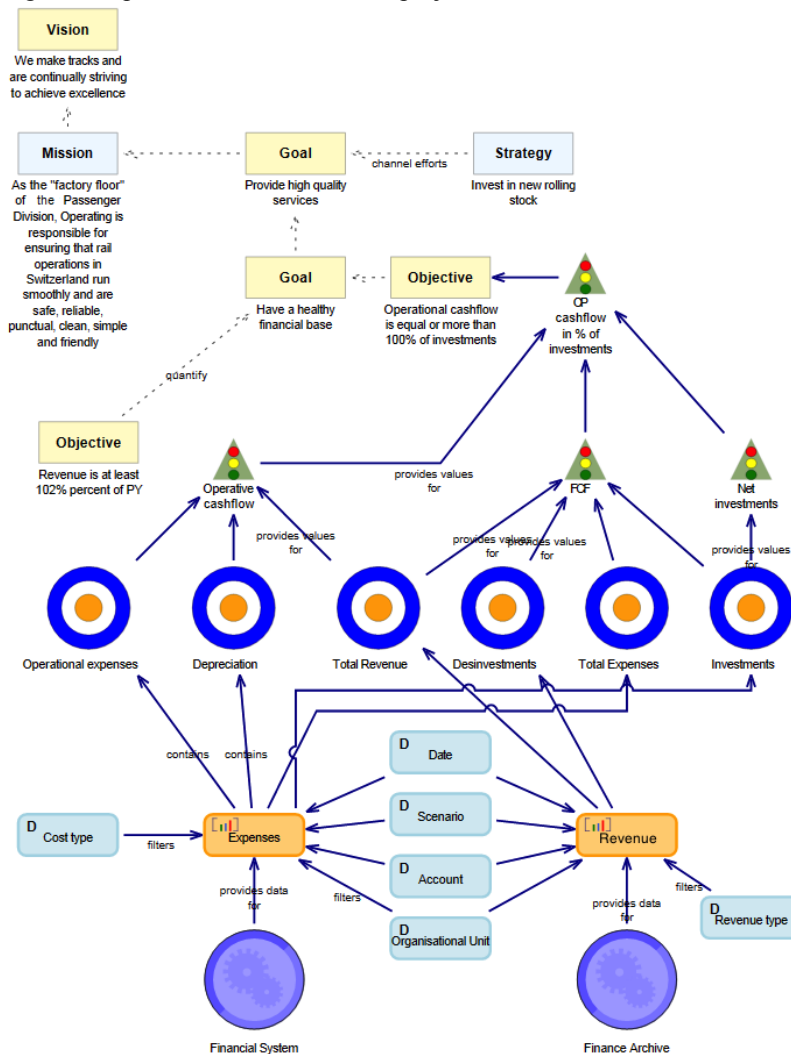 Vision
We make tracks and
are continually striving
to achieve excellence
Mission
Goal
channel efforts
Strategy
As the "factory floor"
of the Passenger
Division, Operating is
responsible for
ensuring that rail
operations in
Switzerland run
smoothly and are
safe, reliable,
punctual, clean, simple
and friendly
Provide high quality
services
Invest in new rolling
stock
Goal
Objective
Have a healthy
financial base
Operational cashflow
is equal or more than
100% of investments
OP
cashflow
in % of
investments
quantify
Objective
Revenue is at least
102% percent of PY
Operative
cashflow
provides values
for
FCF
Net
investments
provides values
for
provides values
for
provides values
for
provides values
for
Operational expenses
Depreciation
Total Revenue
Desinvestments
Total Expenses
Investments
contains
contains
D
Date
D
Cost type
filters
Expenses
D
Scenario
Revenue
D
Account
provides data
for
filters
D
Organisational Unit
provides data
for
filters
D
Revenue type
Financial System
Finance Archive